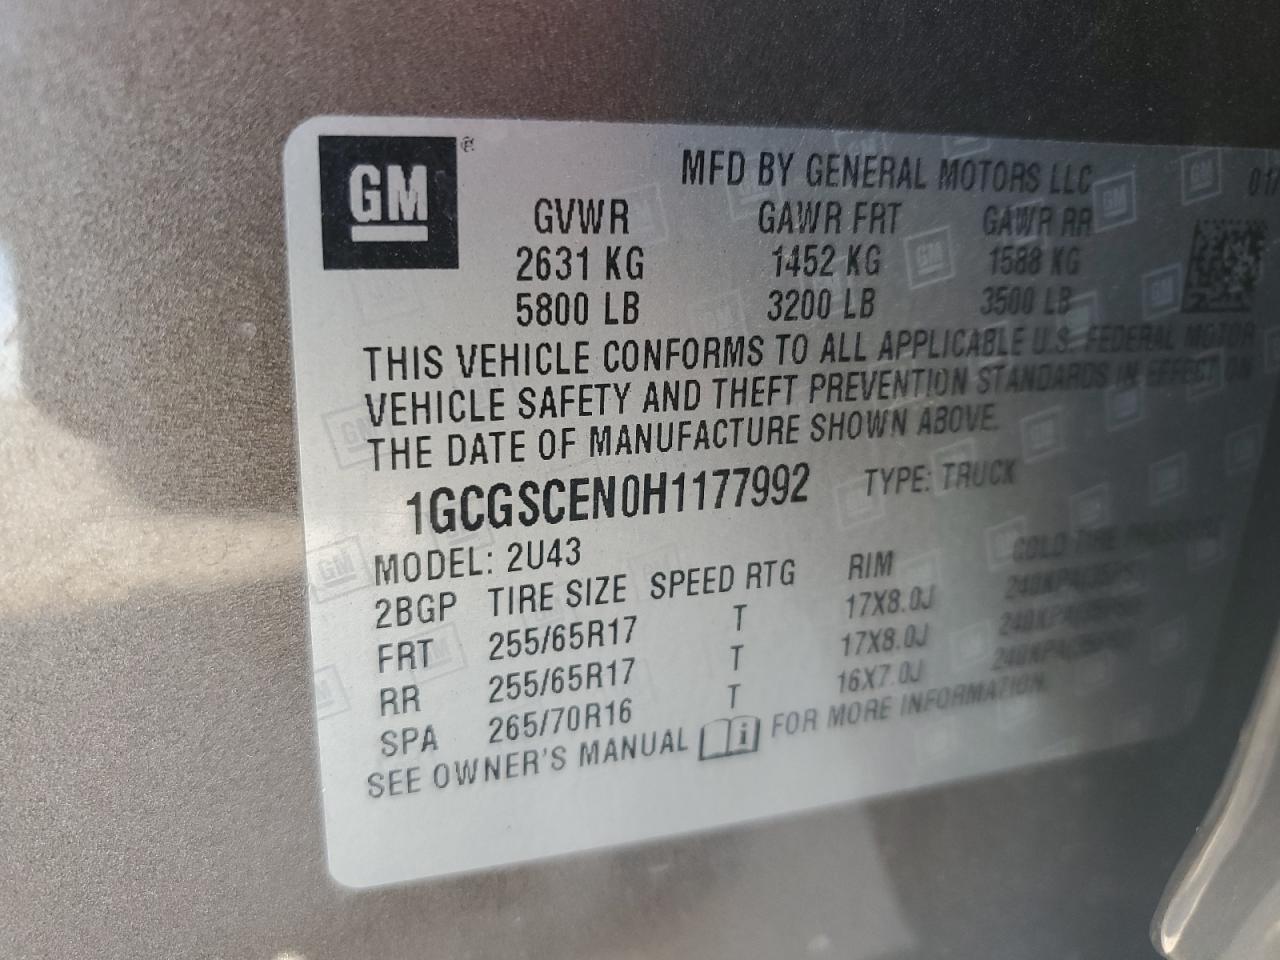 GM ®
MFD BY GENERAL MOTORS LLC
GVWR GAWR FRT GAWR RR
2631 KG 1452 KG 1588 KG
5800 LB 3200 LB 3500 LB
THIS VEHICLE CONFORMS TO ALL APPLICABLE U.S. FEDERAL MOTOR
VEHICLE SAFETY AND THEFT PREVENTION STANDARDS IN EFFECT ON
THE DATE OF MANUFACTURE SHOWN ABOVE.
1GCGSCEN0H1177992 TYPE: TRUCK
MODEL: 2U43
2BGP TIRE SIZE SPEED RTG RIM COLD TIRE PRESSURE
FRT 255/65R17 T 17X8.0J
RR 255/65R17 T 17X8.0J
SPA 265/70R16 T 16X7.0J
SEE OWNER'S MANUAL FOR MORE INFORMATION